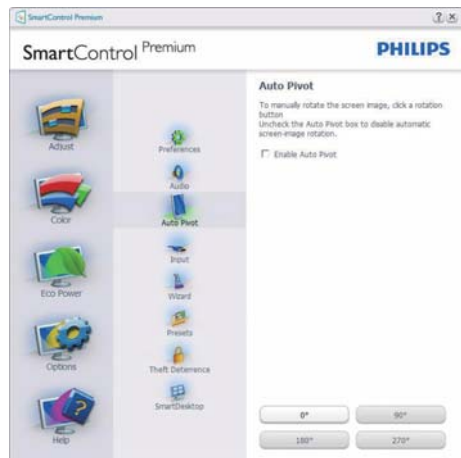 SmartControl Premium
SmartControl Premium
PHILIPS
Adjust
Color
Eco Power
Options
Help
Preferences
Audio
Auto Pivot
Input
Wizard
Presets
Theft Deterrence
SmartDesktop
Auto Pivot
To manually rotate the screen image, click a rotation
button
Uncheck the Auto Pivot box to disable automatic
screen-image rotation.
Enable Auto Pivot
0°
90°
180°
270°